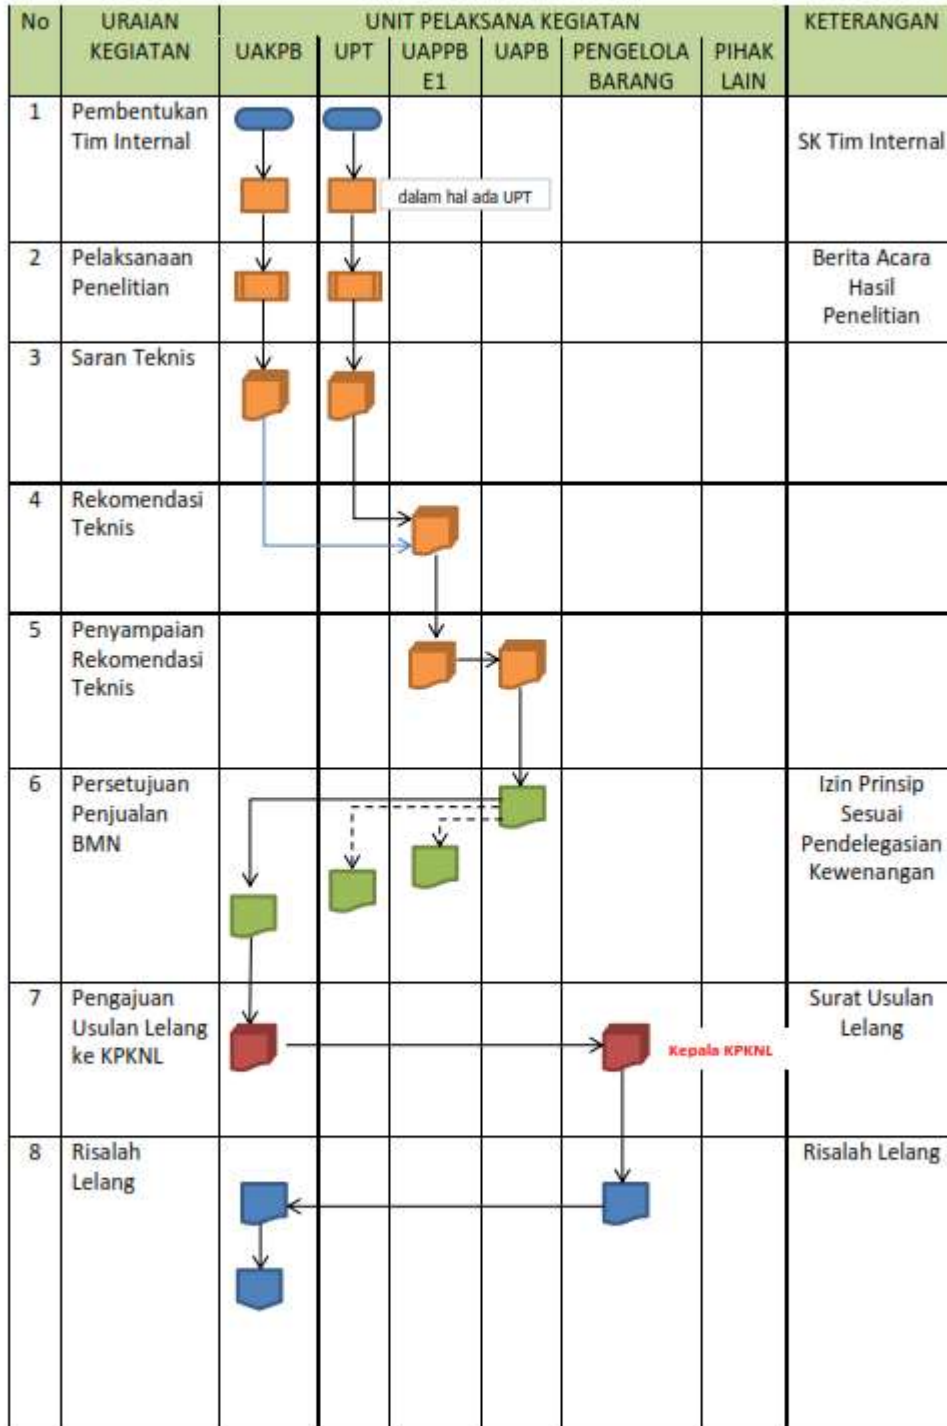 No
URAIAN
KEGIATAN
UNIT PELAKSANA KEGIATAN
KETERANGAN
UAKPB
UPT
UAPPB
E1
UAPB
PENGELOLA
BARANG
PIHAK
LAIN
1
Pembentukan
Tim Internal
dalam hal ada UPT
SK Tim Internal
2
Pelaksanaan
Penelitian
Berita Acara
Hasil
Penelitian
3
Saran Teknis
4
Rekomendasi
Teknis
5
Penyampaian
Rekomendasi
Teknis
6
Persetujuan
Penjualan
BMN
Izin Prinsip
Sesuai
Pendelegasian
Kewenangan
7
Pengajuan
Usulan Lelang
ke KPKNL
Kepala KPKNL
Surat Usulan
Lelang
8
Risalah
Lelang
Risalah Lelang